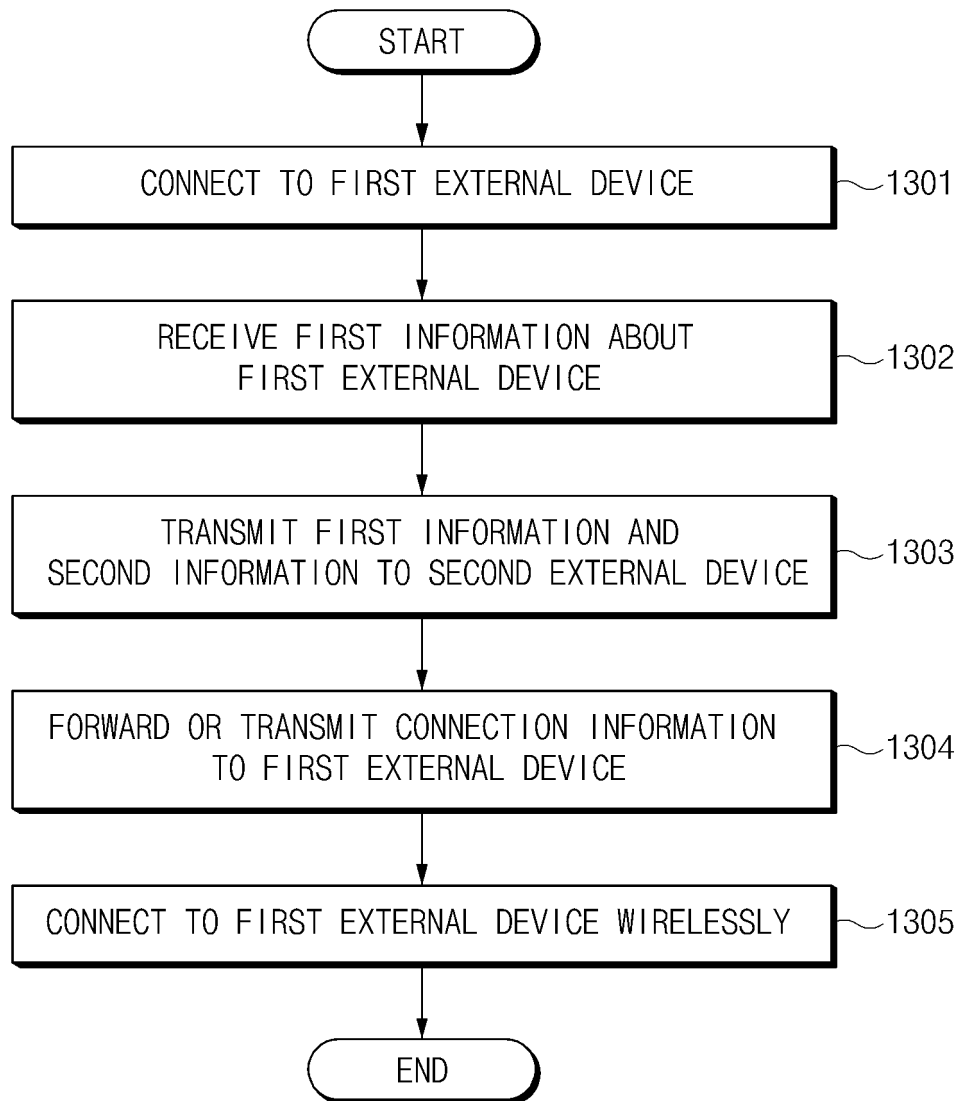 START
CONNECT TO FIRST EXTERNAL DEVICE
1301
RECEIVE FIRST INFORMATION ABOUT
FIRST EXTERNAL DEVICE
1302
TRANSMIT FIRST INFORMATION AND
SECOND INFORMATION TO SECOND EXTERNAL DEVICE
1303
FORWARD OR TRANSMIT CONNECTION INFORMATION
TO FIRST EXTERNAL DEVICE
1304
CONNECT TO FIRST EXTERNAL DEVICE WIRELESSLY
1305
END